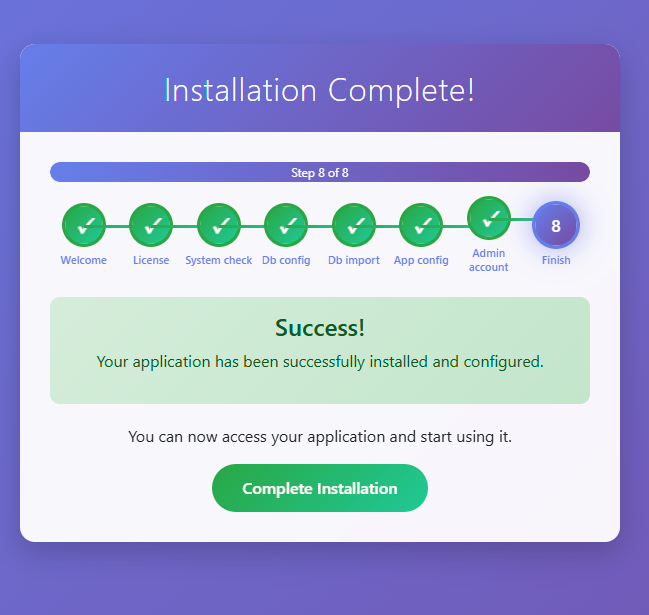 Installation Complete!
Step 8 of 8
8
Welcome
License
System check
Db config
Db import
App config
Admin
account
Finish
Success!
Your application has been successfully installed and configured.
You can now access your application and start using it.
Complete Installation